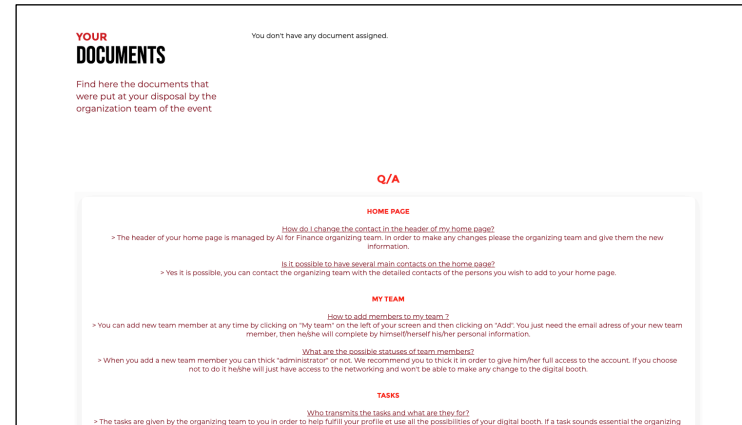 YOUR
DOCUMENTS
You don't have any document assigned.
Find here the documents that
were put at your disposal by the
organization team of the event
Q/A
HOME PAGE
How do I change the contact in the header of my home page?
> The header of your home page is managed by AI for Finance organizing team. In order to make any changes please the organizing team and give them the new
information.
Is it possible to have several main contacts on the home page?
> Yes it is possible, you can contact the organizing team with the detailed contacts of the persons you wish to add to your home page.
MY TEAM
How to add members to my team ?
> You can add new team member at any time by clicking on "My team" on the left of your screen and then clicking on "Add". You just need the email adress of your new team
member, then he/she will complete by himself/herself his/her personal information.
What are the possible statuses of team members?
> When you add a new team member you can thick "administrator" or not. We recommend you to thick it in order to give him/her full access to the account. If you choose
not to do it he/she will just have access to the networking and won't be able to make any change to the digital booth.
TASKS
Who transmits the tasks and what are they for?
> The tasks are given by the organizing team to you in order to help fulfill your profile et use all the possibilities of your digital booth. If a task sounds essential the organizing